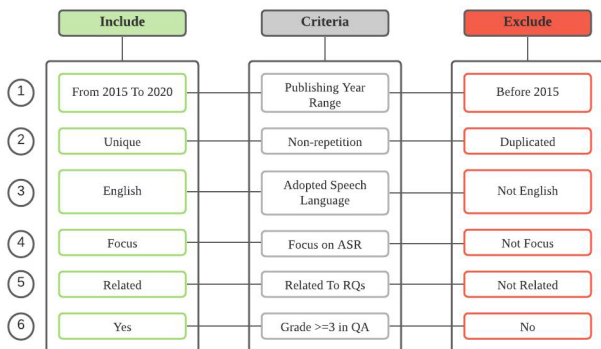 Include
Criteria
Exclude
1
From 2015 To 2020
Publishing Year
Range
Before 2015
2
Unique
Non-repetition
Duplicated
3
English
Adopted Speech
Language
Not English
4
Focus
Focus on ASR
Not Focus
5
Related
Related To RQs
Not Related
6
Yes
Grade >=3 in QA
No